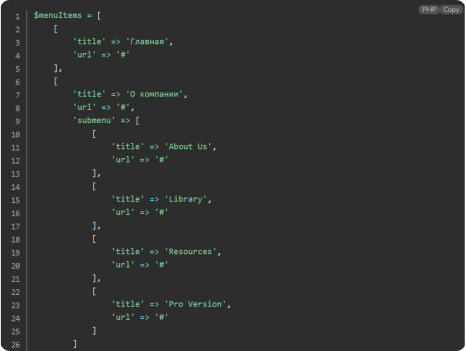 PHP Copy
1 $menuItems = [
2     [
3         'title' => 'Главная',
4         'url' => '#'
5     ],
6     [
7         'title' => 'О компании',
8         'url' => '#',
9         'submenu' => [
10             [
11                 'title' => 'About Us',
12                 'url' => '#'
13             ],
14             [
15                 'title' => 'Library',
16                 'url' => '#'
17             ],
18             [
19                 'title' => 'Resources',
20                 'url' => '#'
21             ],
22             [
23                 'title' => 'Pro Version',
24                 'url' => '#'
25             ]
26         ]